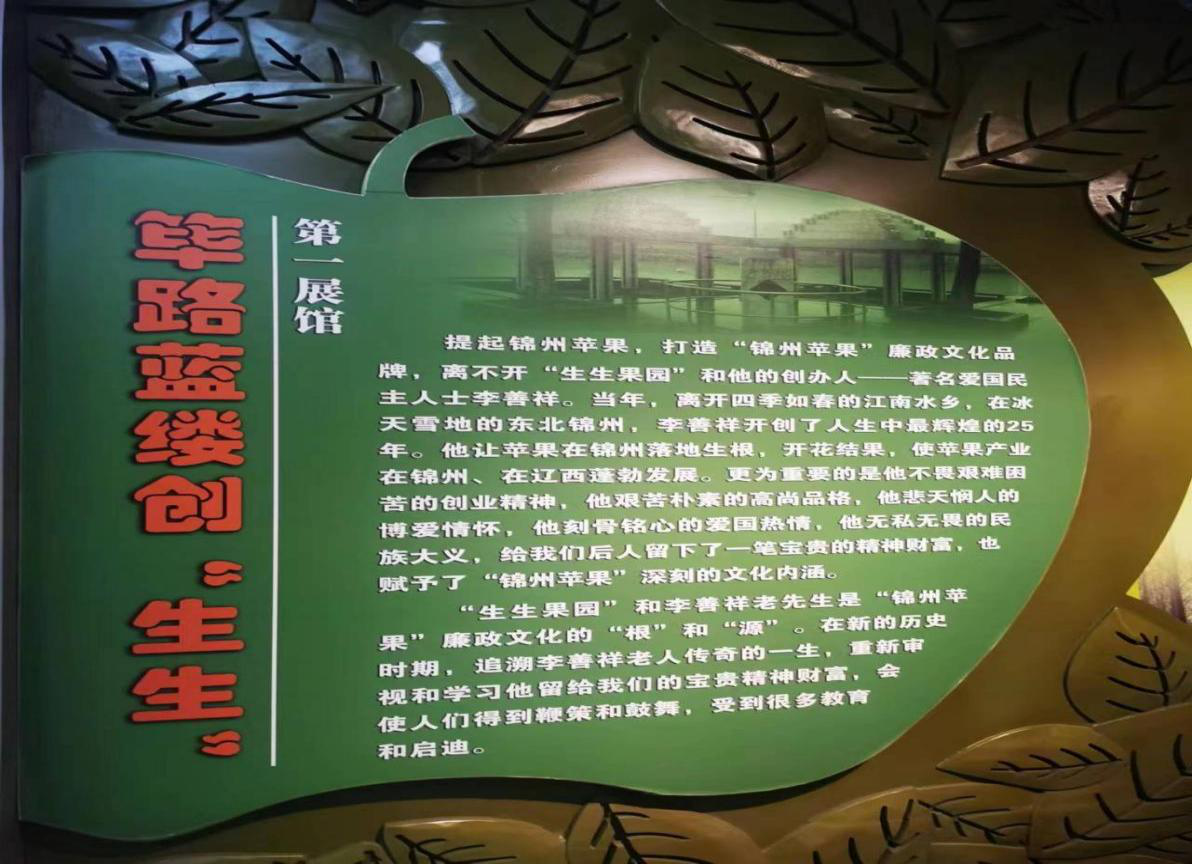 毕路蓝缕创“生生”
第一展馆
提起锦州苹果，打造“锦州苹果”廉政文化品
牌，离不开“生生果园”和他的创办人——著名爱国民
主人士李善祥。当年，离开四季如春的江南水乡，在冰
天雪地的东北锦州，李善祥开创了人生中最辉煌的25
年。他让苹果在锦州落地生根，开花结果，使苹果产业
在锦州、在辽西蓬勃发展。更为重要的是他不畏艰难困
苦的创业精神，他艰苦朴素的高尚品格，他悲天悯人的
博爱情怀，他刻骨铭心的爱国热情，他无私无畏的民
族大义，给我们后人留下了一笔宝贵的精神财富，也
赋予了“锦州苹果”深刻的文化内涵。
“生生果园”和李善祥老先生是“锦州苹
果”廉政文化的“根”和“源”。在新的历史
时期，追溯李善祥老人传奇的一生，重新审
视和学习他留给我们的宝贵精神财富，会
使人们得到鞭策和鼓舞，受到很多教育
和启迪。